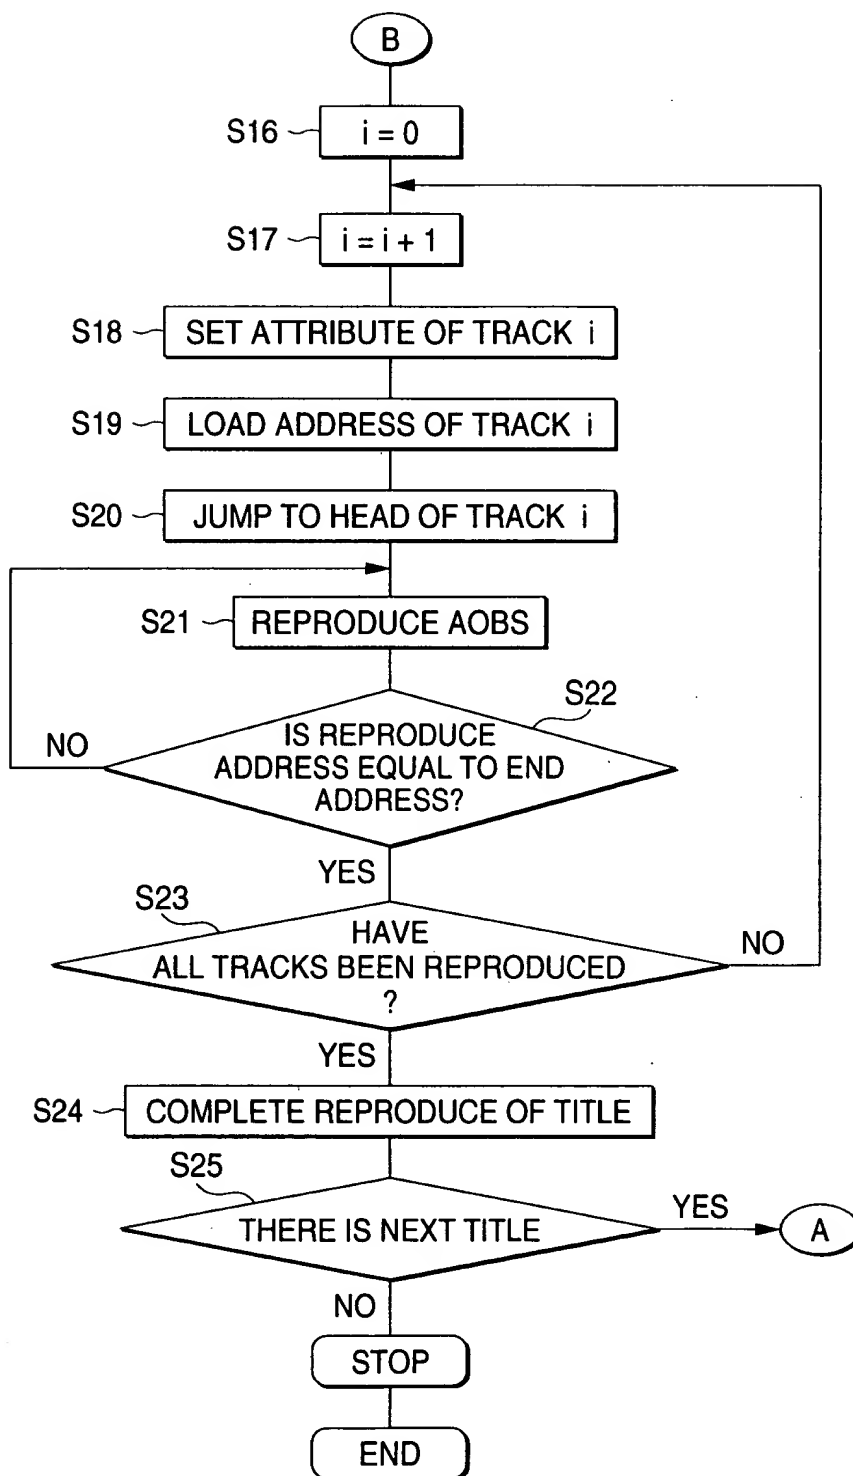 B
S16
i = 0
S17
i = i + 1
S18
SET ATTRIBUTE OF TRACK i
S19
LOAD ADDRESS OF TRACK i
S20
JUMP TO HEAD OF TRACK i
S21
REPRODUCE AOBS
S22
IS REPRODUCE
ADDRESS EQUAL TO END
ADDRESS?
NO
YES
S23
HAVE
ALL TRACKS BEEN REPRODUCED
?
NO
YES
S24
COMPLETE REPRODUCE OF TITLE
S25
THERE IS NEXT TITLE
YES
A
NO
STOP
END